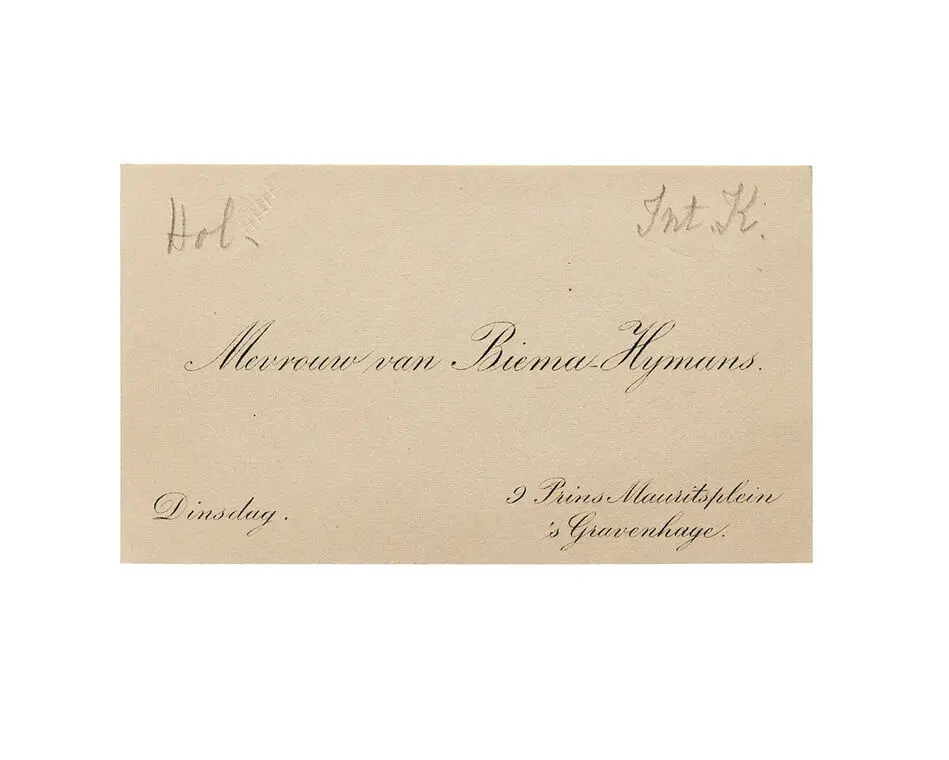 Hol-
Int. K.
Mevrouw van Biema-Hymans.
Dinsdag.
9 Prins Mauritsplein
's Gravenhage.